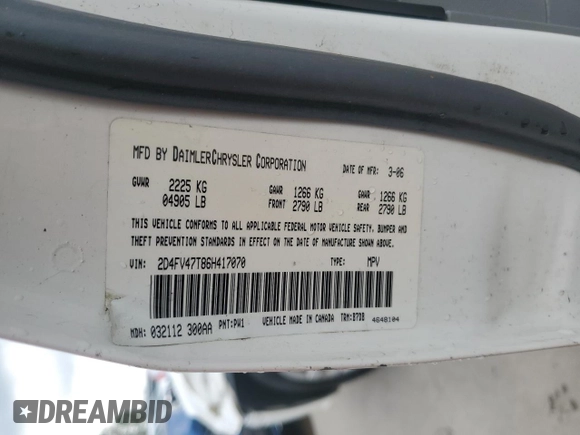 MFD BY DAIMLERCHRYSLER CORPORATION DATE OF MFR: 3-06
GVWR 2225 KG GAWR 1266 KG GAWR 1266 KG
04905 LB FRONT 2790 LB REAR 2790 LB
THIS VEHICLE CONFORMS TO ALL APPLICABLE FEDERAL MOTOR VEHICLE SAFETY, BUMPER AND
THEFT PREVENTION STANDARDS IN EFFECT ON THE DATE OF MANUFACTURE SHOWN ABOVE.
VIN: 2D4FV47T86H417070 TYPE: MPV
MDH: 032112 300AA PNT:PW1 VEHICLE MADE IN CANADA TRM:B7DB 4648104
DREAMBID